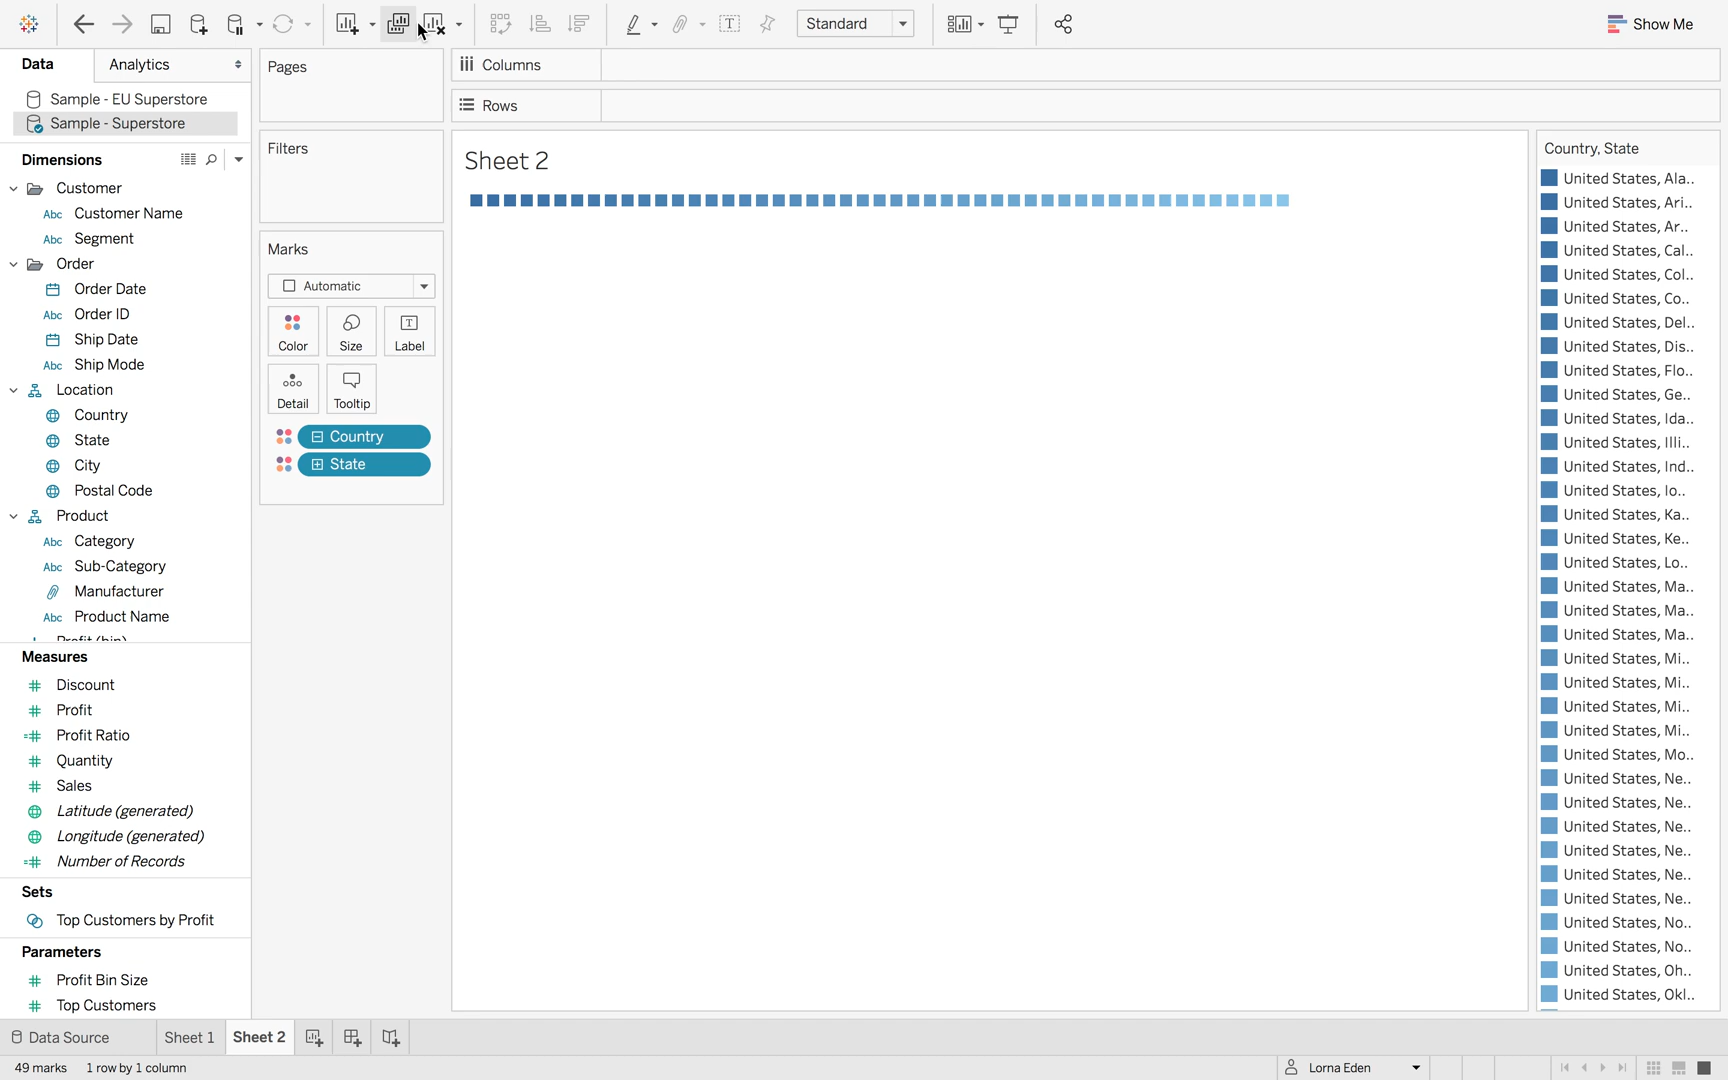 Standard
Show Me
Data
Analytics
Sample - EU Superstore
Sample - Superstore
Dimensions
Customer
Abc Customer Name
Abc Segment
Order
Order Date
Abc Order ID
Ship Date
Abc Ship Mode
Location
Country
State
City
Postal Code
Product
Abc Category
Abc Sub-Category
Manufacturer
Abc Product Name
Profit (bin)
Measures
Discount
Profit
Profit Ratio
Quantity
Sales
Latitude (generated)
Longitude (generated)
Number of Records
Sets
Top Customers by Profit
Parameters
Profit Bin Size
Top Customers
Pages
Filters
Marks
Automatic
Color
Size
Label
Detail
Tooltip
Country
State
Columns
Rows
Sheet 2
Country, State
United States, Ala..
United States, Ari..
United States, Ar..
United States, Cal..
United States, Col..
United States, Co..
United States, Del..
United States, Dis..
United States, Flo..
United States, Ge..
United States, Ida..
United States, Illi..
United States, Ind..
United States, Io..
United States, Ka..
United States, Ke..
United States, Lo..
United States, Ma..
United States, Ma..
United States, Ma..
United States, Mi..
United States, Mi..
United States, Mi..
United States, Mi..
United States, Mo..
United States, Ne..
United States, Ne..
United States, Ne..
United States, Ne..
United States, Ne..
United States, Ne..
United States, No..
United States, No..
United States, Oh..
United States, Okl..
Data Source
Sheet 1
Sheet 2
49 marks
1 row by 1 column
Lorna Eden